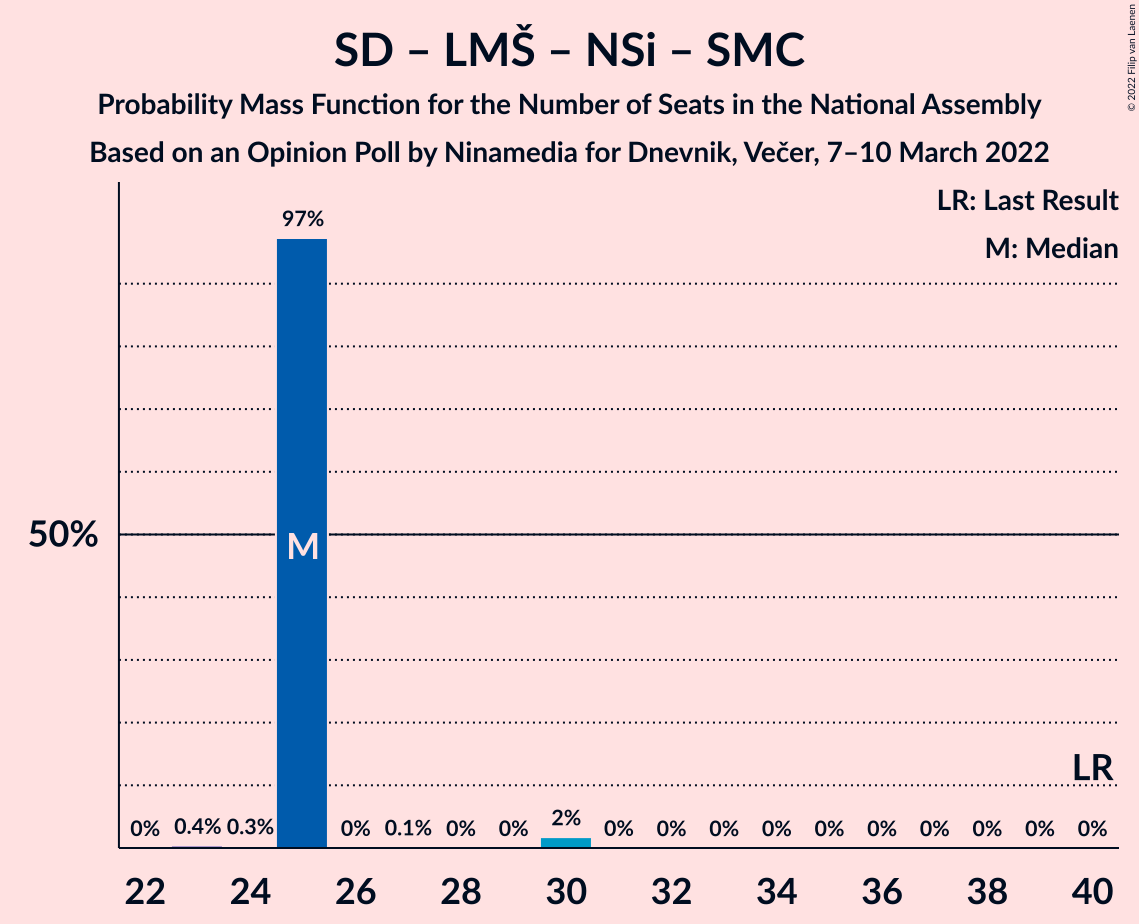 SD – LMŠ – NSi – SMC
Probability Mass Function for the Number of Seats in the National Assembly
Based on an Opinion Poll by Ninamedia for Dnevnik, Večer, 7–10 March 2022
© 2022 Filip van Laenen
LR: Last Result
M: Median
97%
50%
M
LR
0% 0.4% 0.3% 0% 0.1% 0% 0% 2% 0% 0% 0% 0% 0% 0% 0% 0% 0% 0%
22 24 26 28 30 32 34 36 38 40